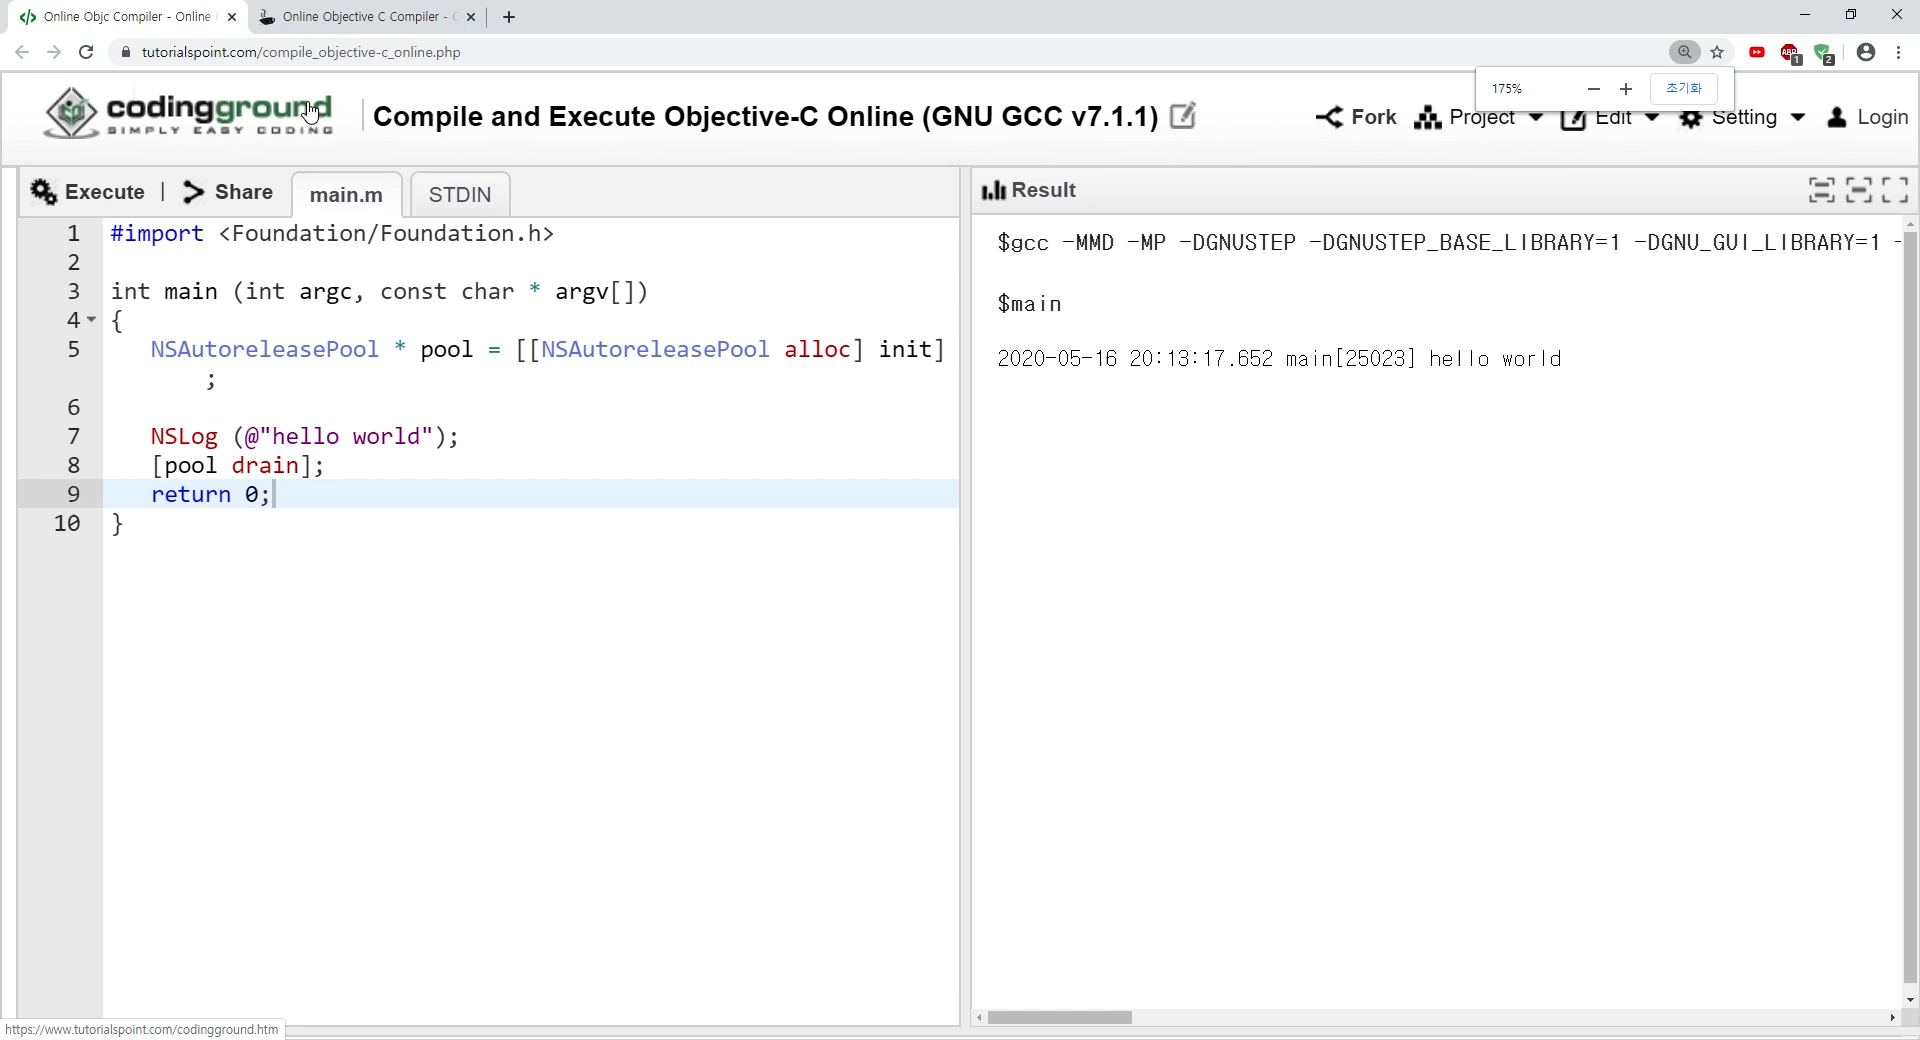 Online Objc Compiler - Online
Online Objective C Compiler -
tutorialspoint.com/compile_objective-c_online.php
ABP 1
2
175%
초기화
codingground
SIMPLY EASY CODING
Compile and Execute Objective-C Online (GNU GCC v7.1.1)
Fork
Project
Edit
Setting
Login
Execute | Share
main.m
STDIN
Result
1 #import <Foundation/Foundation.h>
2
3 int main (int argc, const char * argv[])
4 {
5 NSAutoreleasePool * pool = [[NSAutoreleasePool alloc] init]
;
6
7 NSLog (@"hello world");
8 [pool drain];
9 return 0;
10 }
$gcc -MMD -MP -DGNUSTEP -DGNUSTEP_BASE_LIBRARY=1 -DGNU_GUI_LIBRARY=1 -
$main
2020-05-16 20:13:17.652 main[25023] hello world
https://www.tutorialspoint.com/codingground.htm